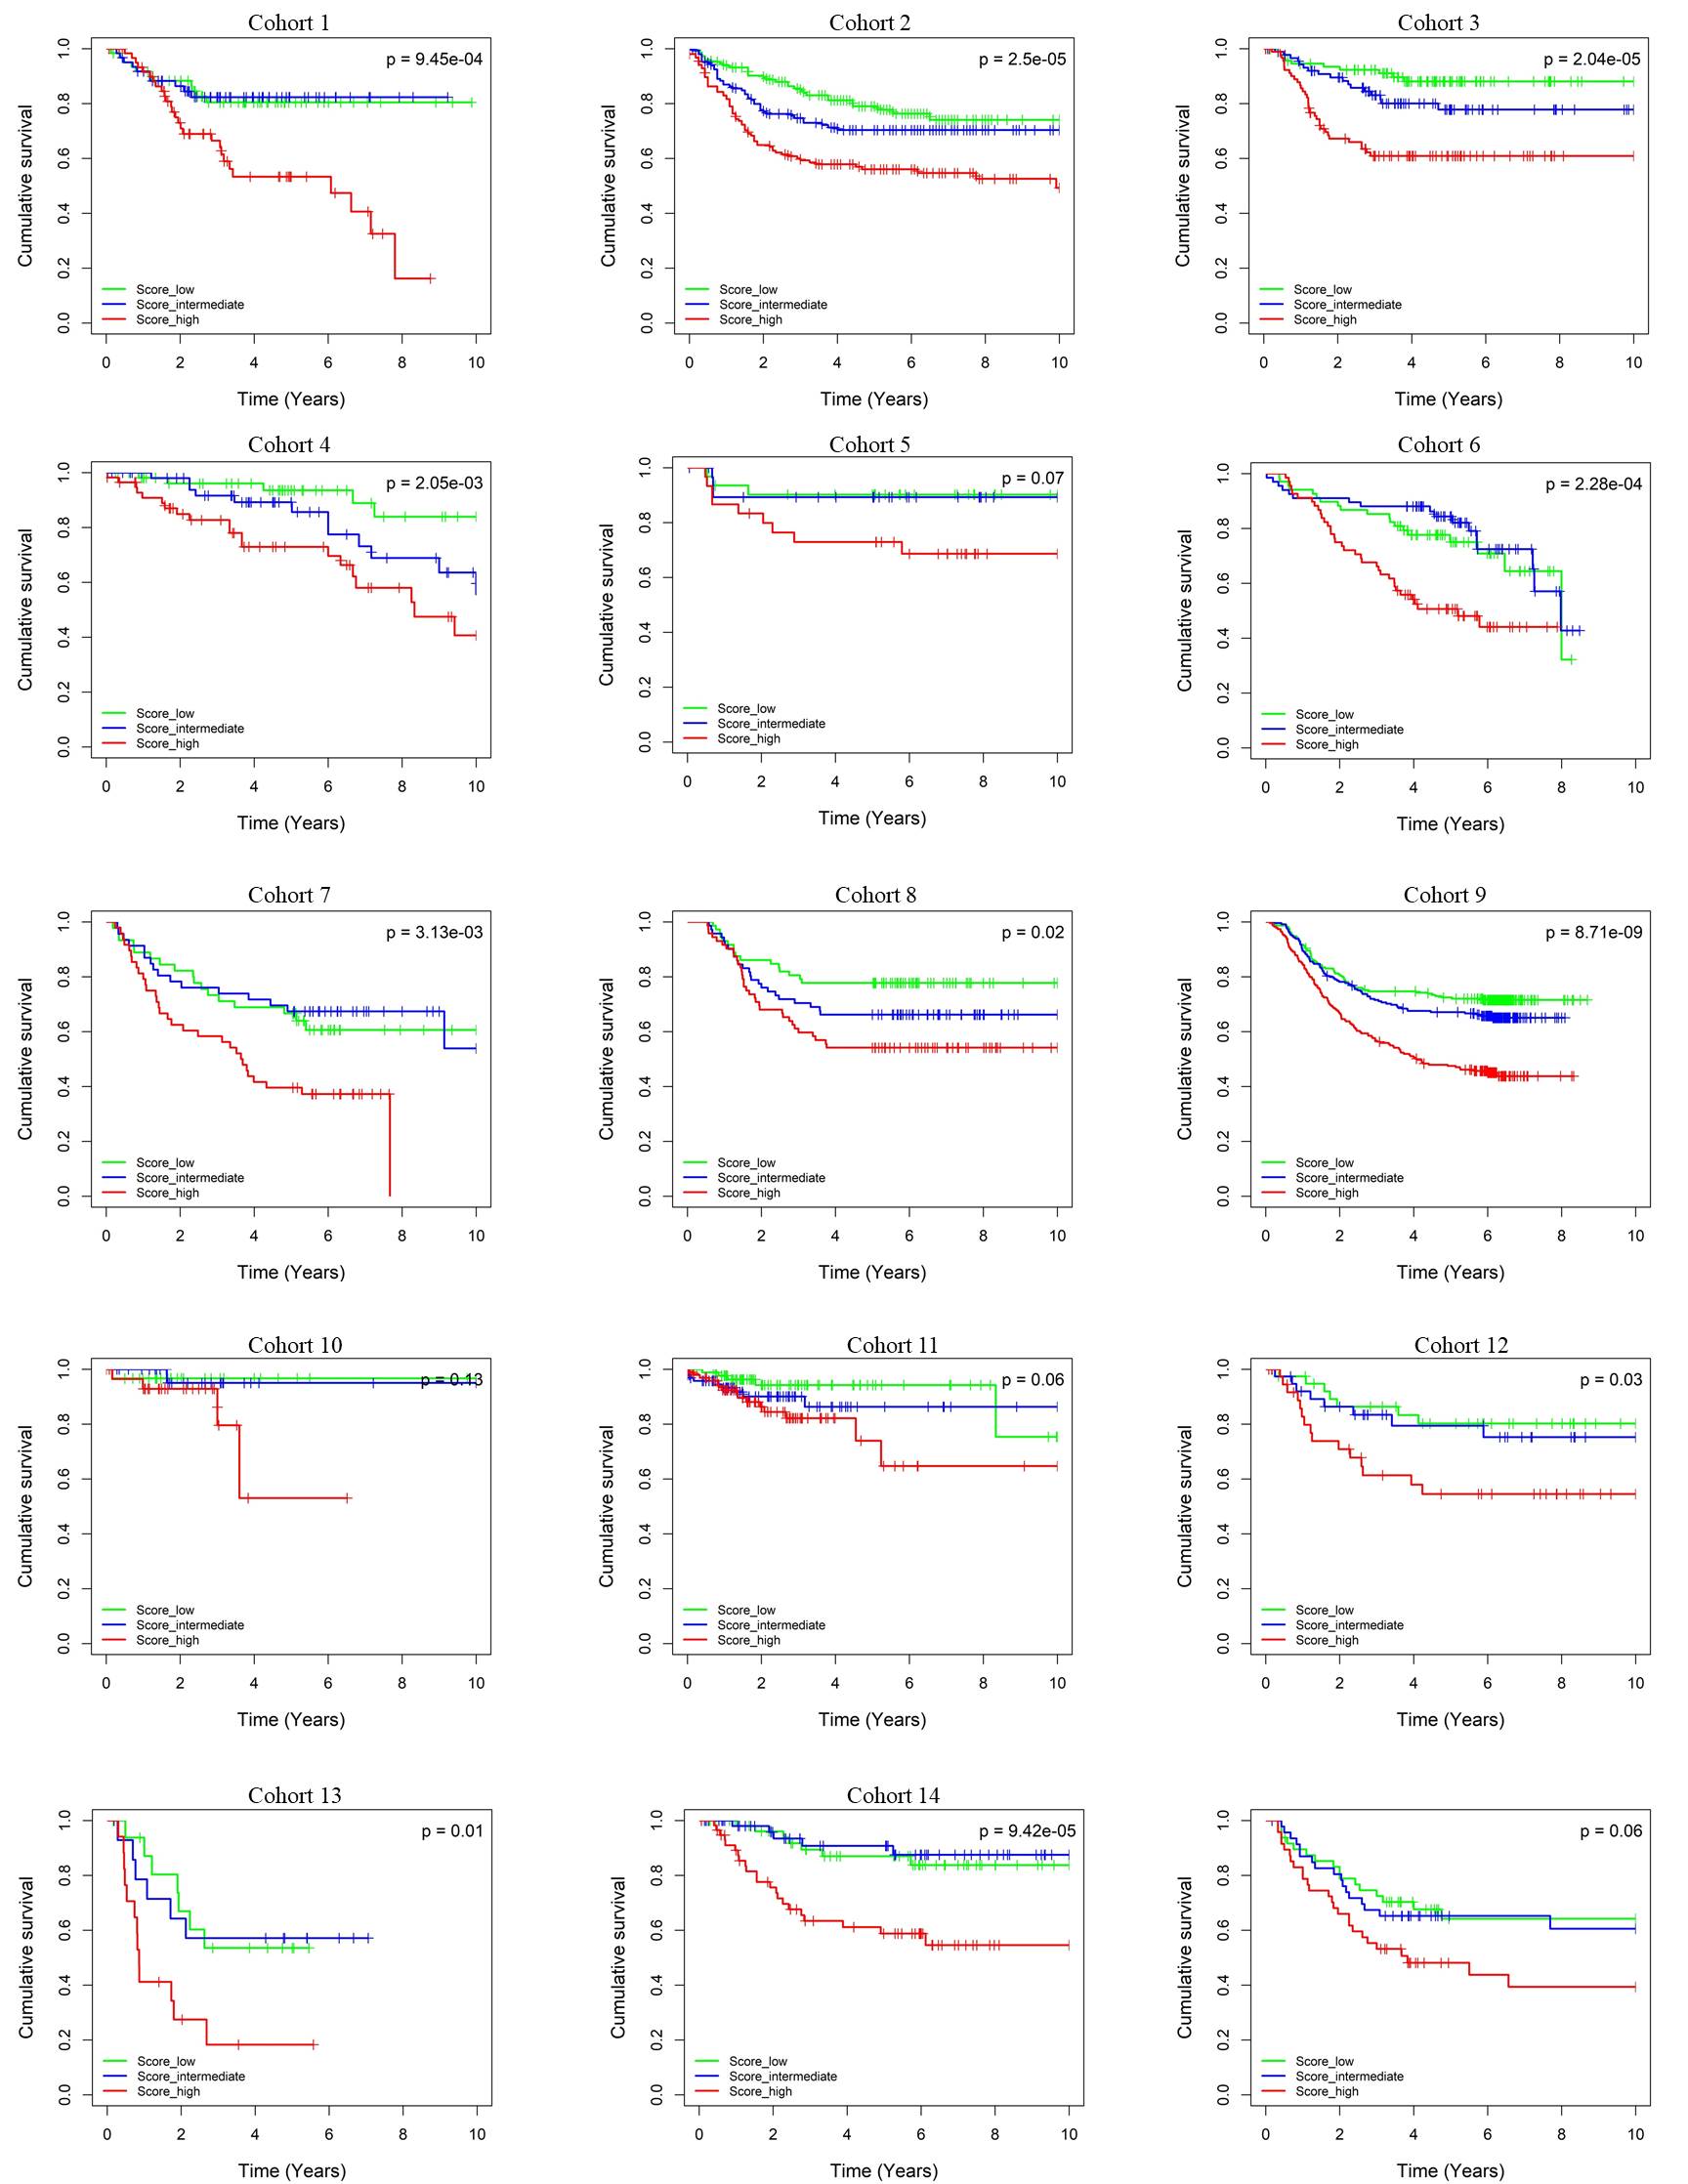 Cohort 1
p = 9.45e-04
Cumulative survival
0.0 0.2 0.4 0.6 0.8 1.0
Score_low
Score_intermediate
Score_high
0 2 4 6 8 10
Time (Years)
Cohort 2
p = 2.5e-05
Cumulative survival
0.0 0.2 0.4 0.6 0.8 1.0
Score_low
Score_intermediate
Score_high
0 2 4 6 8 10
Time (Years)
Cohort 3
p = 2.04e-05
Cumulative survival
0.0 0.2 0.4 0.6 0.8 1.0
Score_low
Score_intermediate
Score_high
0 2 4 6 8 10
Time (Years)
Cohort 4
p = 2.05e-03
Cumulative survival
0.0 0.2 0.4 0.6 0.8 1.0
Score_low
Score_intermediate
Score_high
0 2 4 6 8 10
Time (Years)
Cohort 5
p = 0.07
Cumulative survival
0.0 0.2 0.4 0.6 0.8 1.0
Score_low
Score_intermediate
Score_high
0 2 4 6 8 10
Time (Years)
Cohort 6
p = 2.28e-04
Cumulative survival
0.0 0.2 0.4 0.6 0.8 1.0
Score_low
Score_intermediate
Score_high
0 2 4 6 8 10
Time (Years)
Cohort 7
p = 3.13e-03
Cumulative survival
0.0 0.2 0.4 0.6 0.8 1.0
Score_low
Score_intermediate
Score_high
0 2 4 6 8 10
Time (Years)
Cohort 8
p = 0.02
Cumulative survival
0.0 0.2 0.4 0.6 0.8 1.0
Score_low
Score_intermediate
Score_high
0 2 4 6 8 10
Time (Years)
Cohort 9
p = 8.71e-09
Cumulative survival
0.0 0.2 0.4 0.6 0.8 1.0
Score_low
Score_intermediate
Score_high
0 2 4 6 8 10
Time (Years)
Cohort 10
p = 0.13
Cumulative survival
0.0 0.2 0.4 0.6 0.8 1.0
Score_low
Score_intermediate
Score_high
0 2 4 6 8 10
Time (Years)
Cohort 11
p = 0.06
Cumulative survival
0.0 0.2 0.4 0.6 0.8 1.0
Score_low
Score_intermediate
Score_high
0 2 4 6 8 10
Time (Years)
Cohort 12
p = 0.03
Cumulative survival
0.0 0.2 0.4 0.6 0.8 1.0
Score_low
Score_intermediate
Score_high
0 2 4 6 8 10
Time (Years)
Cohort 13
p = 0.01
Cumulative survival
0.0 0.2 0.4 0.6 0.8 1.0
Score_low
Score_intermediate
Score_high
0 2 4 6 8 10
Time (Years)
Cohort 14
p = 9.42e-05
Cumulative survival
0.0 0.2 0.4 0.6 0.8 1.0
Score_low
Score_intermediate
Score_high
0 2 4 6 8 10
Time (Years)
p = 0.06
Cumulative survival
0.0 0.2 0.4 0.6 0.8 1.0
Score_low
Score_intermediate
Score_high
0 2 4 6 8 10
Time (Years)